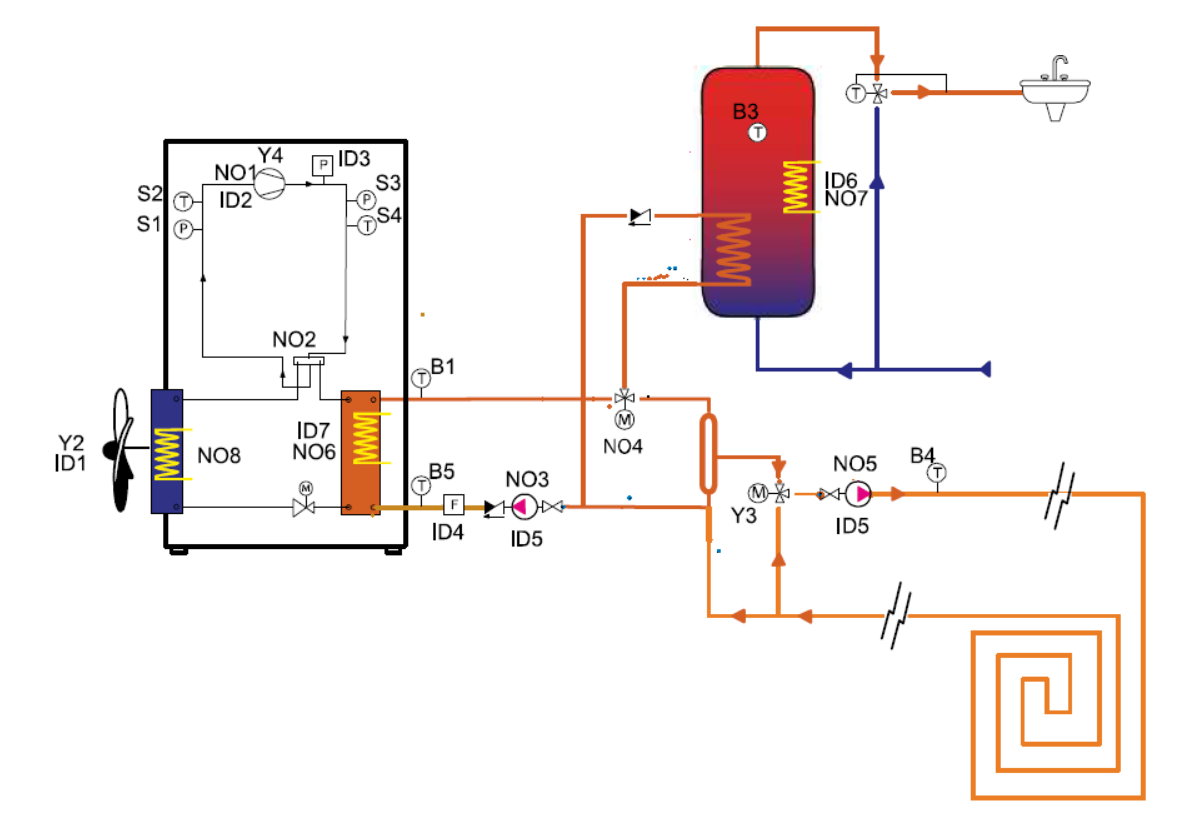 B3
T
T
ID6
NO7
Y4
P
ID3
NO1
ID2
S2
T
S3
P
S1
P
S4
T
NO2
B1
T
NO4
M
Y2
ID1
NO8
ID7
NO6
M
B5
T
F
ID4
NO3
ID5
M
Y3
NO5
ID5
B4
T